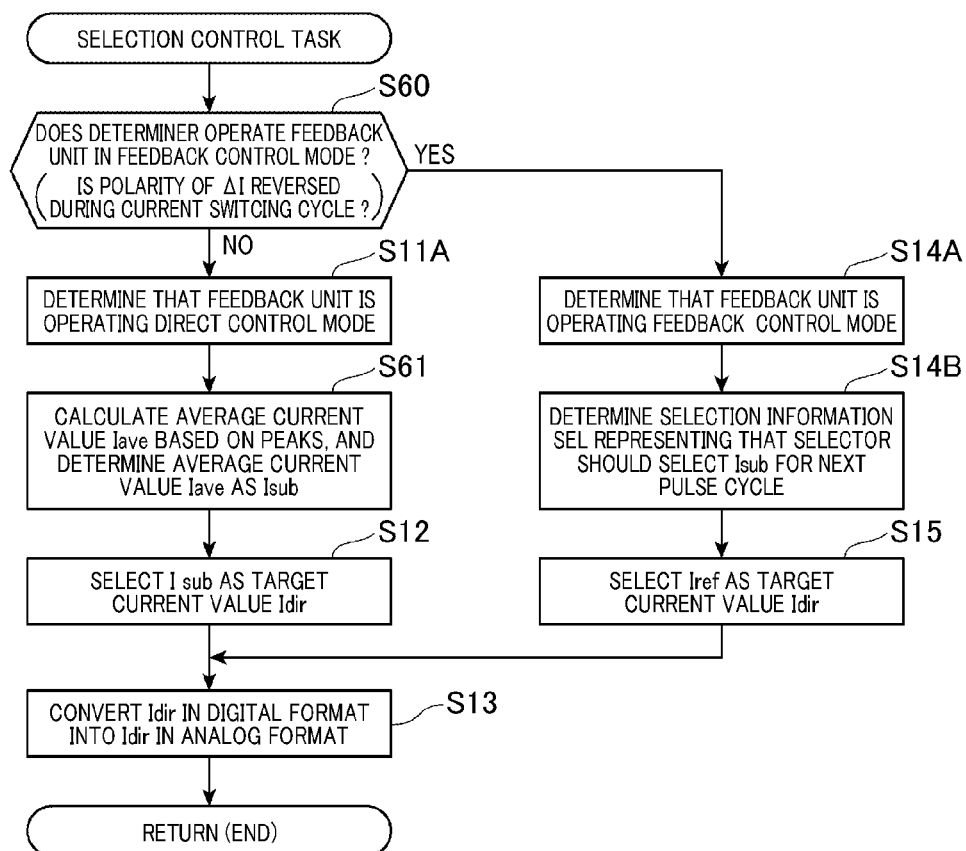 SELECTION CONTROL TASK
S60
DOES DETERMINER OPERATE FEEDBACK
UNIT IN FEEDBACK CONTROL MODE ?
( IS POLARITY OF ΔI REVERSED
DURING CURRENT SWITCING CYCLE ? )
YES
NO
S11A
DETERMINE THAT FEEDBACK UNIT IS
OPERATING DIRECT CONTROL MODE
S14A
DETERMINE THAT FEEDBACK UNIT IS
OPERATING FEEDBACK CONTROL MODE
S61
CALCULATE AVERAGE CURRENT
VALUE Iave BASED ON PEAKS, AND
DETERMINE AVERAGE CURRENT
VALUE Iave AS Isub
S14B
DETERMINE SELECTION INFORMATION
SEL REPRESENTING THAT SELECTOR
SHOULD SELECT Isub FOR NEXT
PULSE CYCLE
S12
SELECT I sub AS TARGET
CURRENT VALUE Idir
S15
SELECT Iref AS TARGET
CURRENT VALUE Idir
S13
CONVERT Idir IN DIGITAL FORMAT
INTO Idir IN ANALOG FORMAT
RETURN (END)